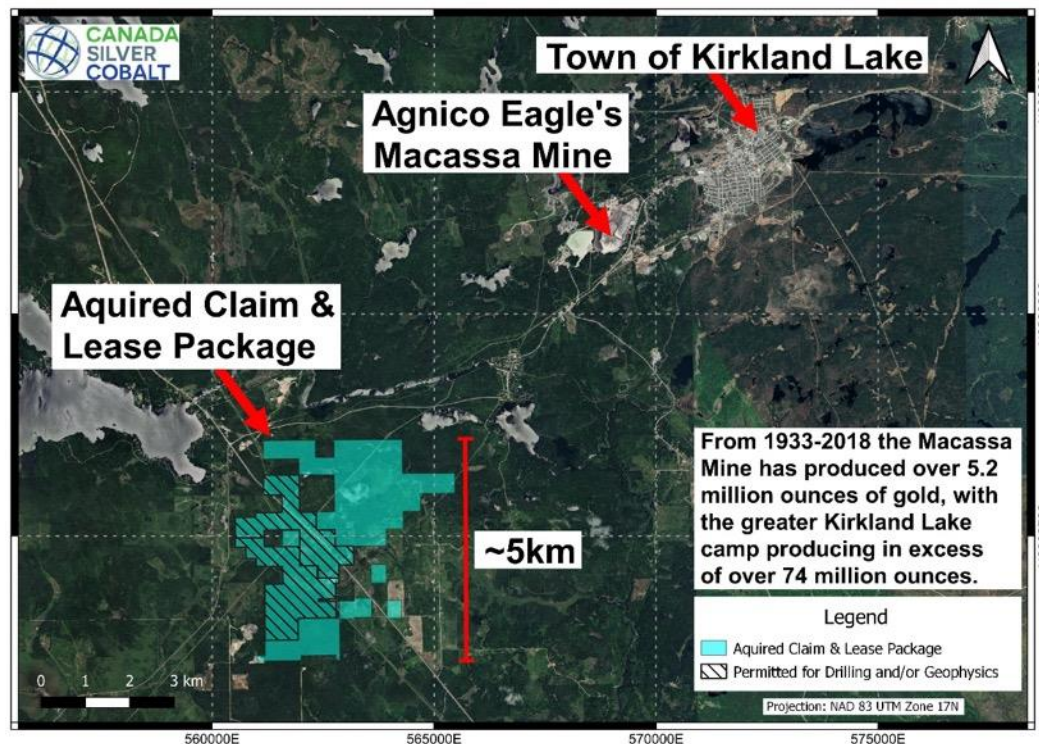 CANADA
SILVER
COBALT
Town of Kirkland Lake
Agnico Eagle's
Macassa Mine
Aquired Claim &
Lease Package
~5km
From 1933-2018 the Macassa
Mine has produced over 5.2
million ounces of gold, with
the greater Kirkland Lake
camp producing in excess
of over 74 million ounces.
Legend
Aquired Claim & Lease Package
Permitted for Drilling and/or Geophysics
Projection: NAD 83 UTM Zone 17N
0 1 2 3 km
560000E 565000E 570000E 575000E